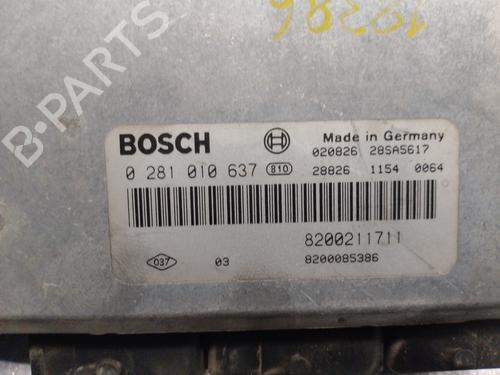 19286
B-PARTS
BOSCH
Made in Germany
0 281 010 637 810
020826 28SA5617
28826 1154 0064
8200211711
037 03 8200085386